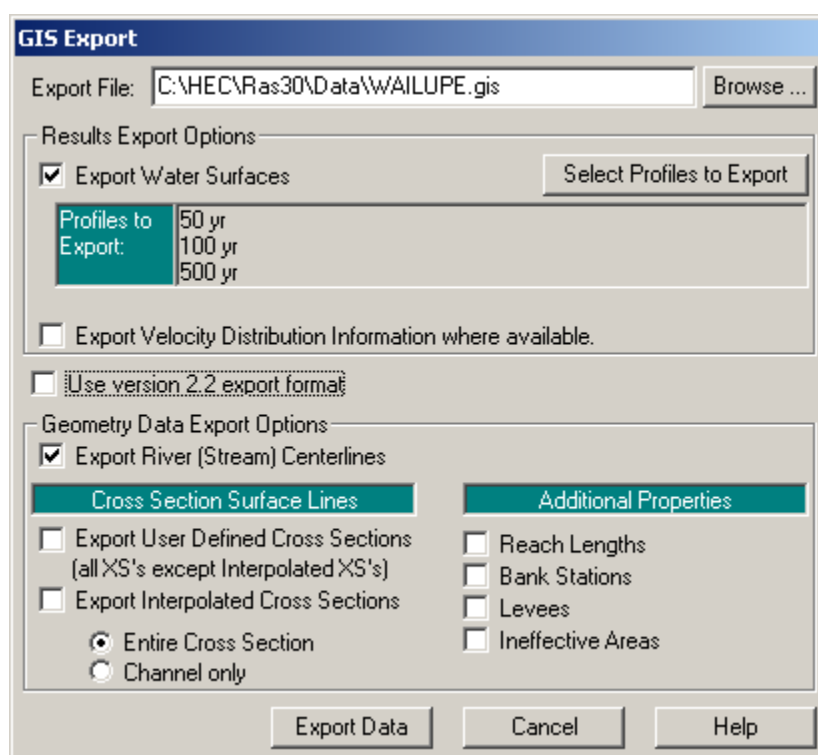 GIS Export
Export File: C:\HEC\Ras30\Data\WAILUPE.gis Browse ...
Results Export Options
Export Water Surfaces Select Profiles to Export
Profiles to Export:
50 yr
100 yr
500 yr
Export Velocity Distribution Information where available.
Use version 2.2 export format
Geometry Data Export Options
Export River (Stream) Centerlines
Cross Section Surface Lines
Export User Defined Cross Sections
(all XS's except Interpolated XS's)
Export Interpolated Cross Sections
Entire Cross Section
Channel only
Additional Properties
Reach Lengths
Bank Stations
Levees
Ineffective Areas
Export Data Cancel Help